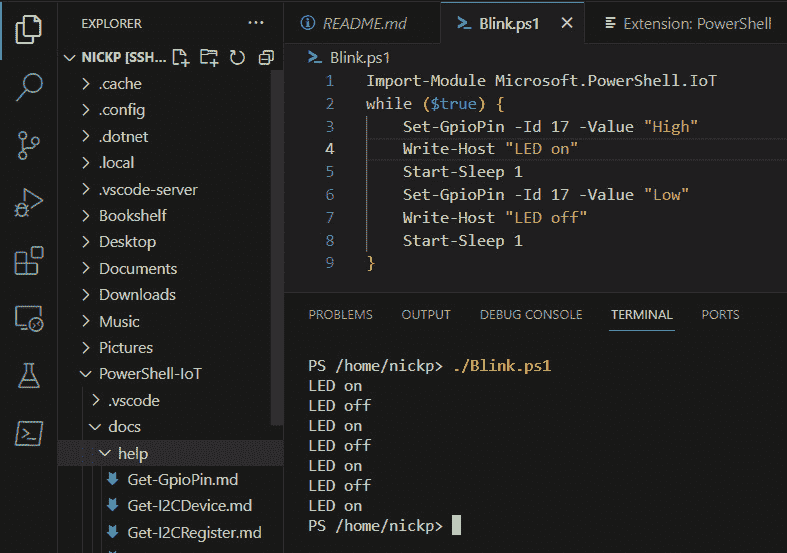 EXPLORER
NICKP [SSH...
.cache
.config
.dotnet
.local
.vscode-server
Bookshelf
Desktop
Documents
Downloads
Music
Pictures
PowerShell-IoT
.vscode
docs
help
Get-GpioPin.md
Get-I2CDevice.md
Get-I2CRegister.md
README.md
Blink.ps1
Extension: PowerShell
Blink.ps1
1 Import-Module Microsoft.PowerShell.IoT
2 while ($true) {
3 Set-GpioPin -Id 17 -Value "High"
4 Write-Host "LED on"
5 Start-Sleep 1
6 Set-GpioPin -Id 17 -Value "Low"
7 Write-Host "LED off"
8 Start-Sleep 1
9 }
PROBLEMS OUTPUT DEBUG CONSOLE TERMINAL PORTS
PS /home/nickp> ./Blink.ps1
LED on
LED off
LED on
LED off
LED on
LED off
LED on
PS /home/nickp>